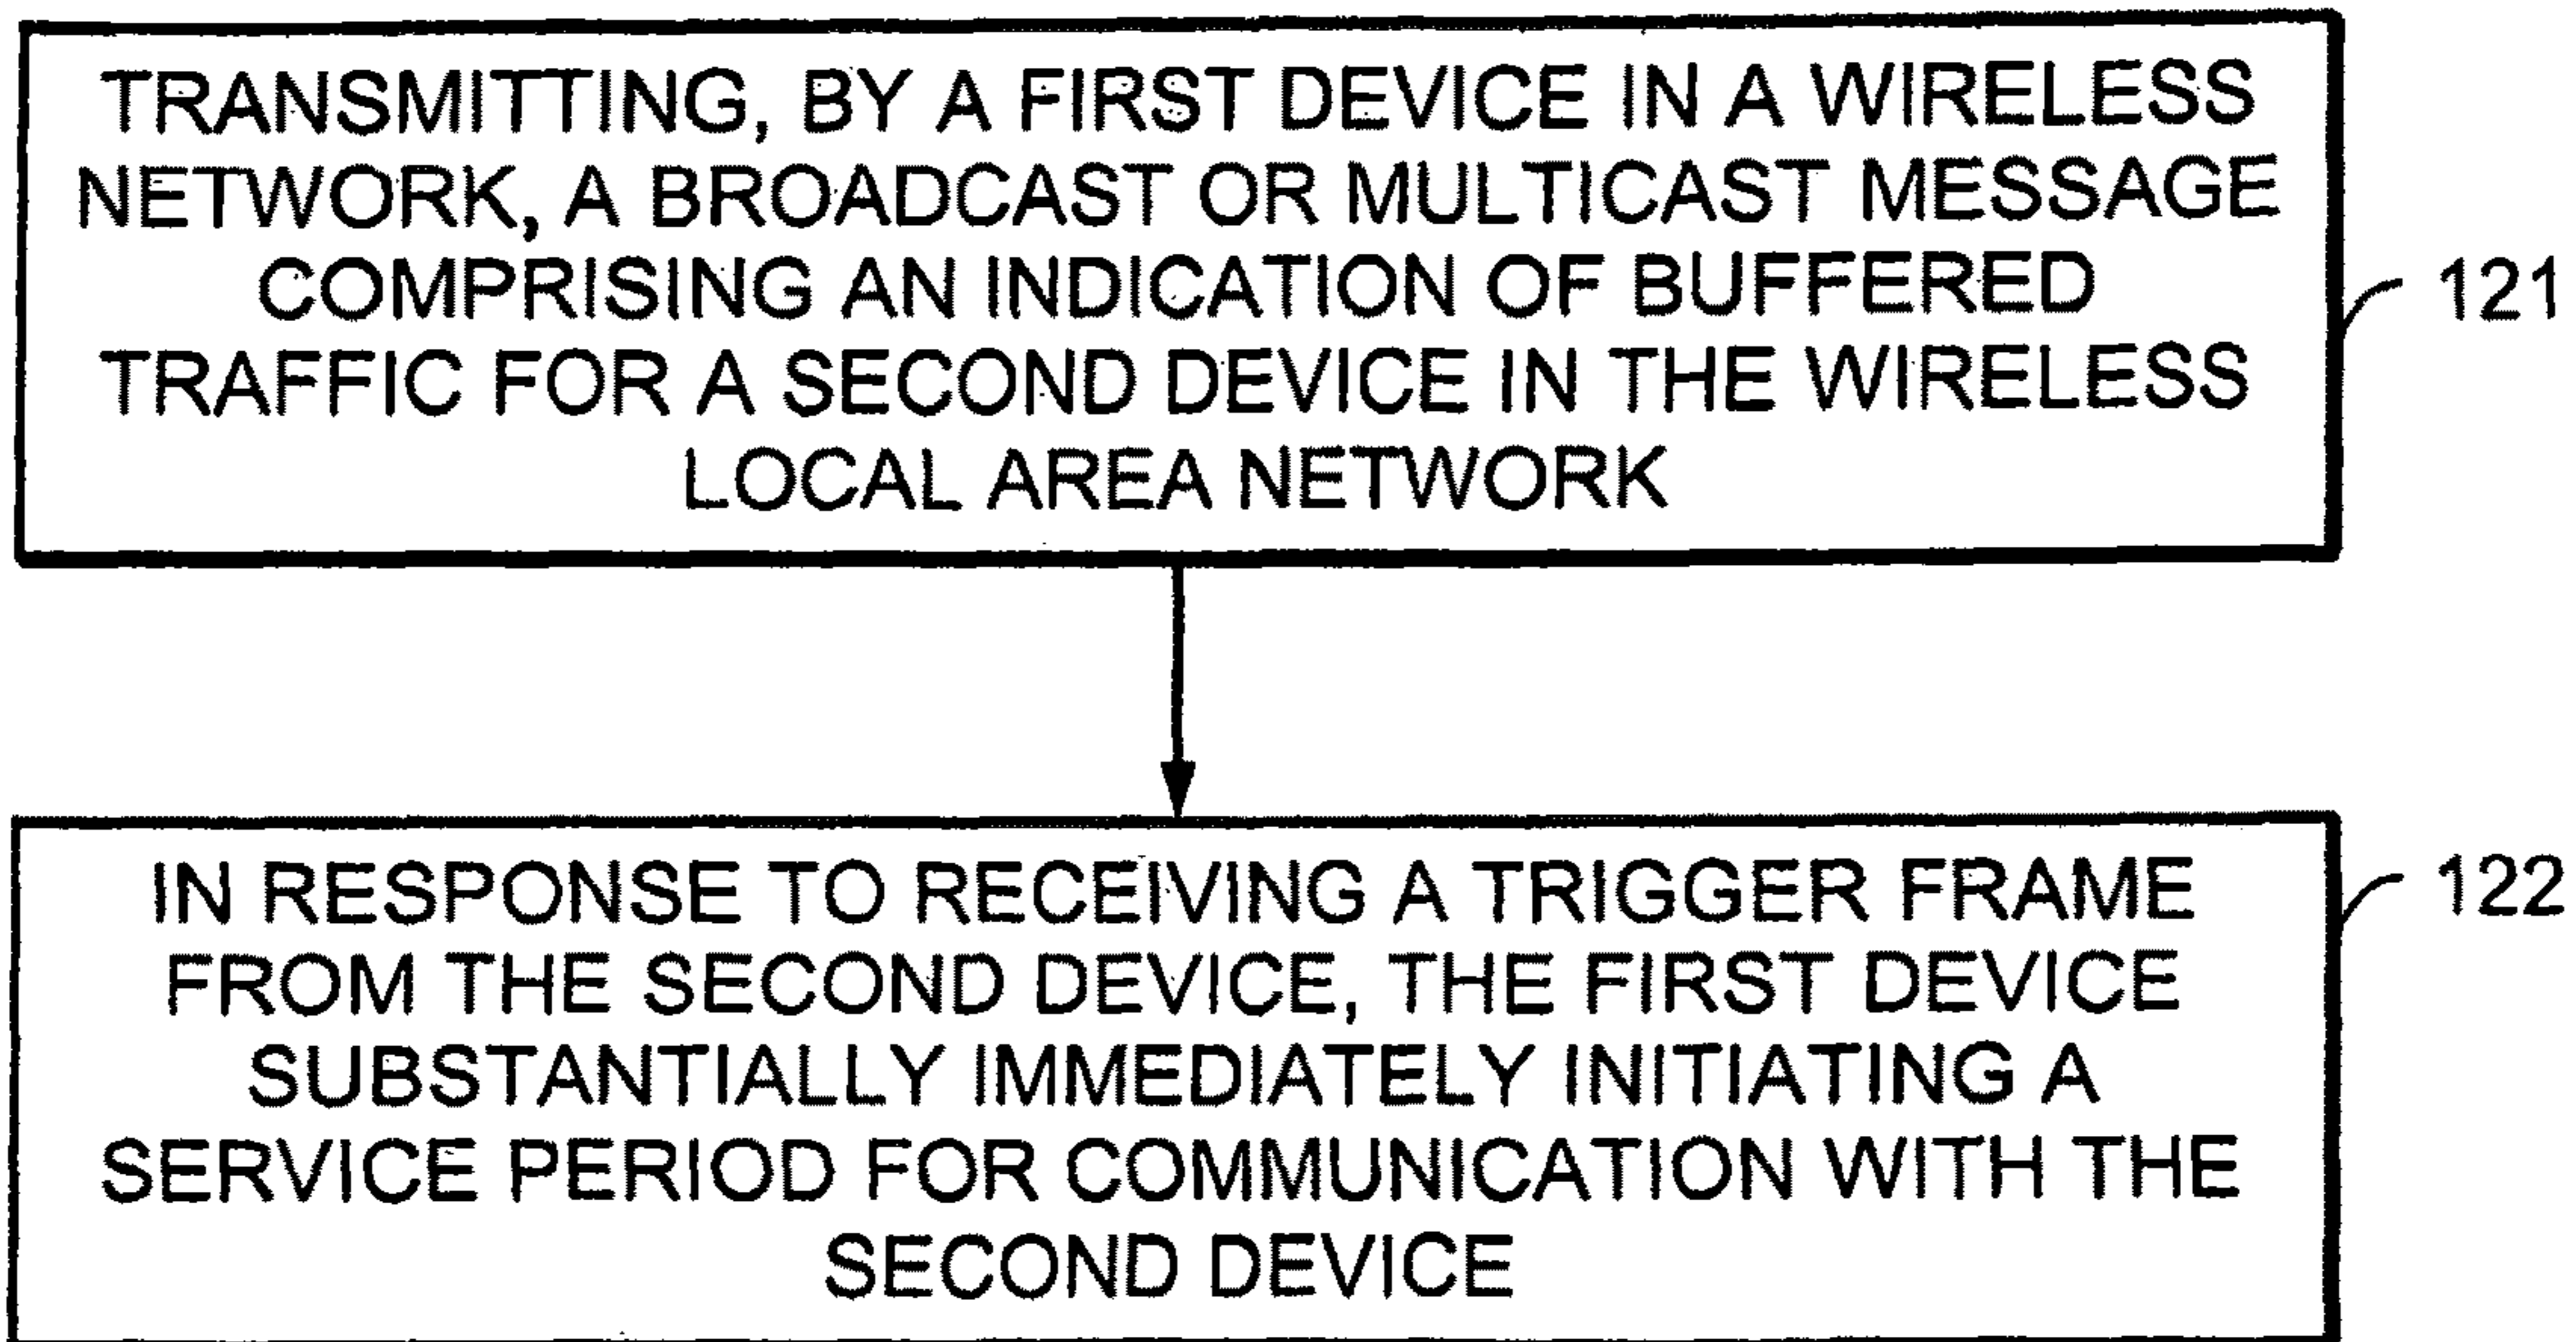 TRANSMITTING, BY A FIRST DEVICE IN A WIRELESS
NETWORK, A BROADCAST OR MULTICAST MESSAGE
COMPRISING AN INDICATION OF BUFFERED
TRAFFIC FOR A SECOND DEVICE IN THE WIRELESS
LOCAL AREA NETWORK
121
IN RESPONSE TO RECEIVING A TRIGGER FRAME
FROM THE SECOND DEVICE, THE FIRST DEVICE
SUBSTANTIALLY IMMEDIATELY INITIATING A
SERVICE PERIOD FOR COMMUNICATION WITH THE
SECOND DEVICE
122